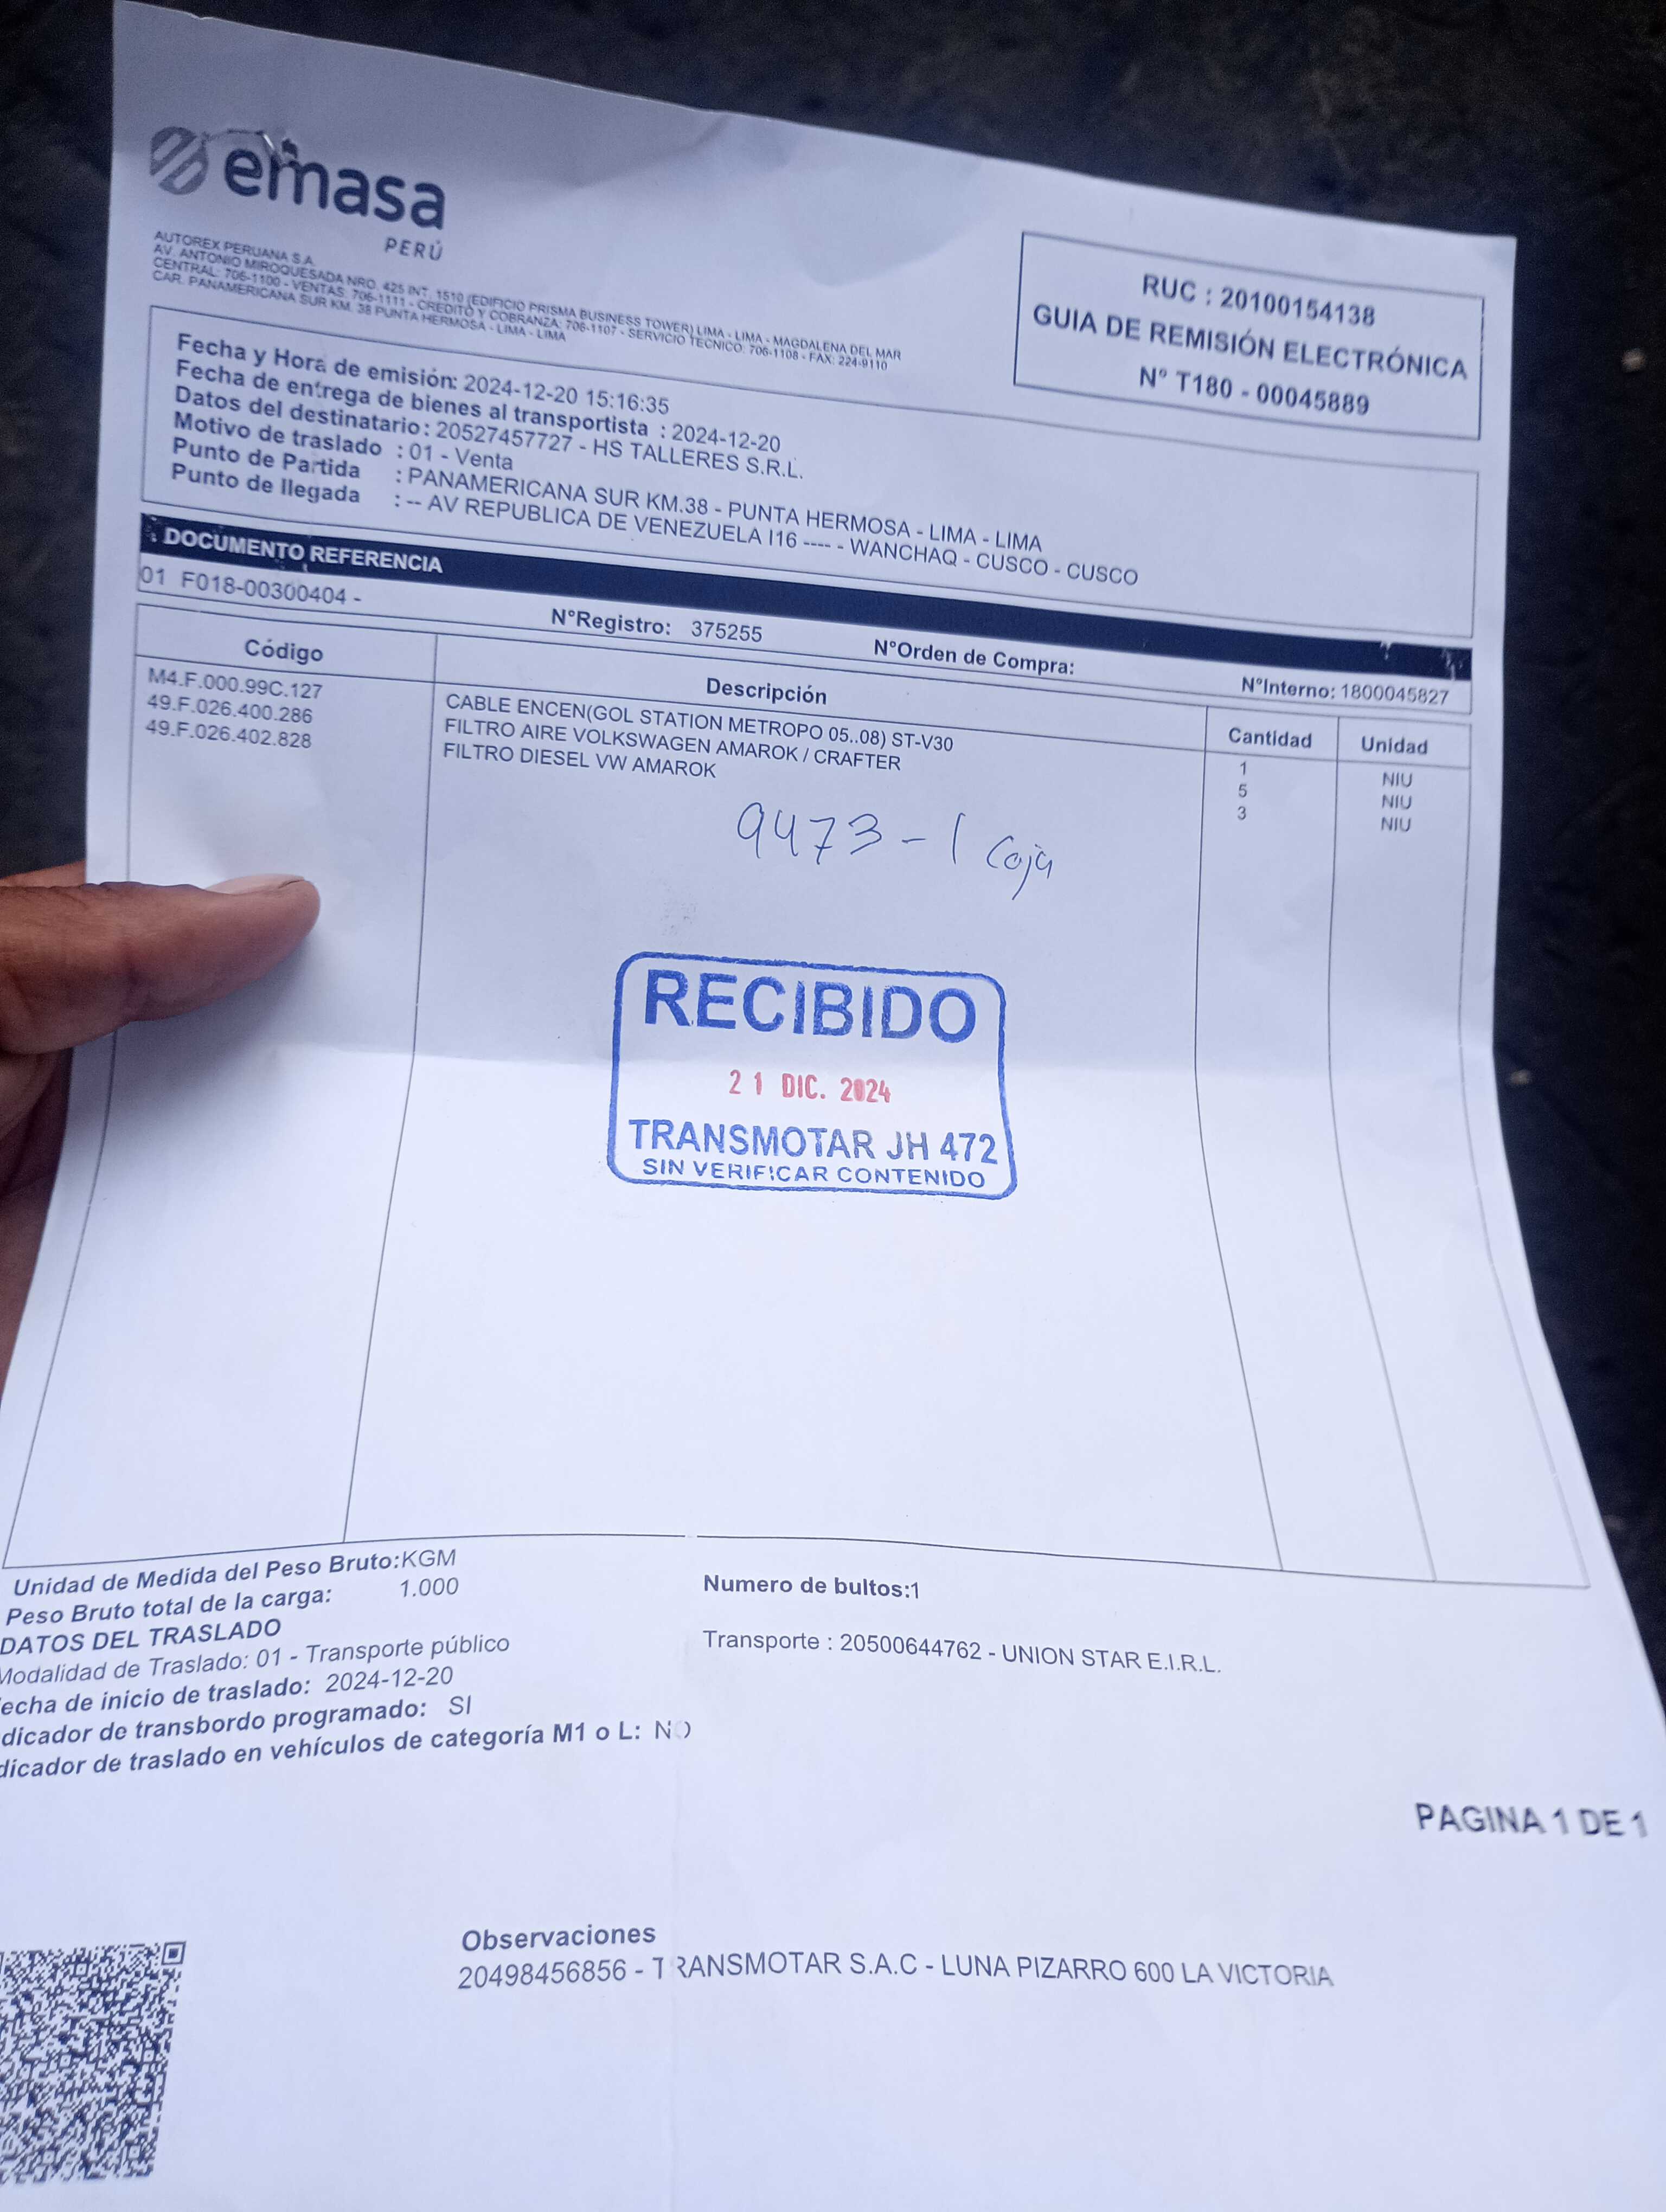 emasa
PERÚ
AUTOREX PERUANA S.A.
AV. ANTONIO MIROQUESADA NRO. 425 INT. 1510 (EDIFICIO PRISMA BUSINESS TOWER) LIMA - LIMA - MAGDALENA DEL MAR
CENTRAL: 706-1100 - VENTAS: 706-1111 - CREDITO Y COBRANZA: 706-1107 - SERVICIO TECNICO: 706-1108 - FAX: 224-9110
CAR. PANAMERICANA SUR KM. 38 PUNTA HERMOSA - LIMA - LIMA
RUC : 20100154138
GUIA DE REMISIÓN ELECTRÓNICA
N° T180 - 00045889
Fecha y Hora de emisión: 2024-12-20 15:16:35
Fecha de entrega de bienes al transportista : 2024-12-20
Datos del destinatario : 20527457727 - HS TALLERES S.R.L.
Motivo de traslado : 01 - Venta
Punto de Partida : PANAMERICANA SUR KM.38 - PUNTA HERMOSA - LIMA - LIMA
Punto de llegada : -- AV REPUBLICA DE VENEZUELA I16 ---- - WANCHAQ - CUSCO - CUSCO
DOCUMENTO REFERENCIA
01 F018-00300404 - N°Registro: 375255 N°Orden de Compra: N°Interno: 1800045827
Código Descripción Cantidad Unidad
M4.F.000.99C.127 CABLE ENCEN(GOL STATION METROPO 05..08) ST-V30 1 NIU
49.F.026.400.286 FILTRO AIRE VOLKSWAGEN AMAROK / CRAFTER 5 NIU
49.F.026.402.828 FILTRO DIESEL VW AMAROK 3 NIU
9473 - 1 Caja
RECIBIDO
21 DIC. 2024
TRANSMOTAR JH 472
SIN VERIFICAR CONTENIDO
Unidad de Medida del Peso Bruto:KGM
Peso Bruto total de la carga: 1.000
Numero de bultos:1
DATOS DEL TRASLADO
Modalidad de Traslado: 01 - Transporte público
Transporte : 20500644762 - UNION STAR E.I.R.L.
echa de inicio de traslado: 2024-12-20
dicador de transbordo programado: SI
dicador de traslado en vehículos de categoría M1 o L: NO
PAGINA 1 DE 1
Observaciones
20498456856 - TRANSMOTAR S.A.C - LUNA PIZARRO 600 LA VICTORIA